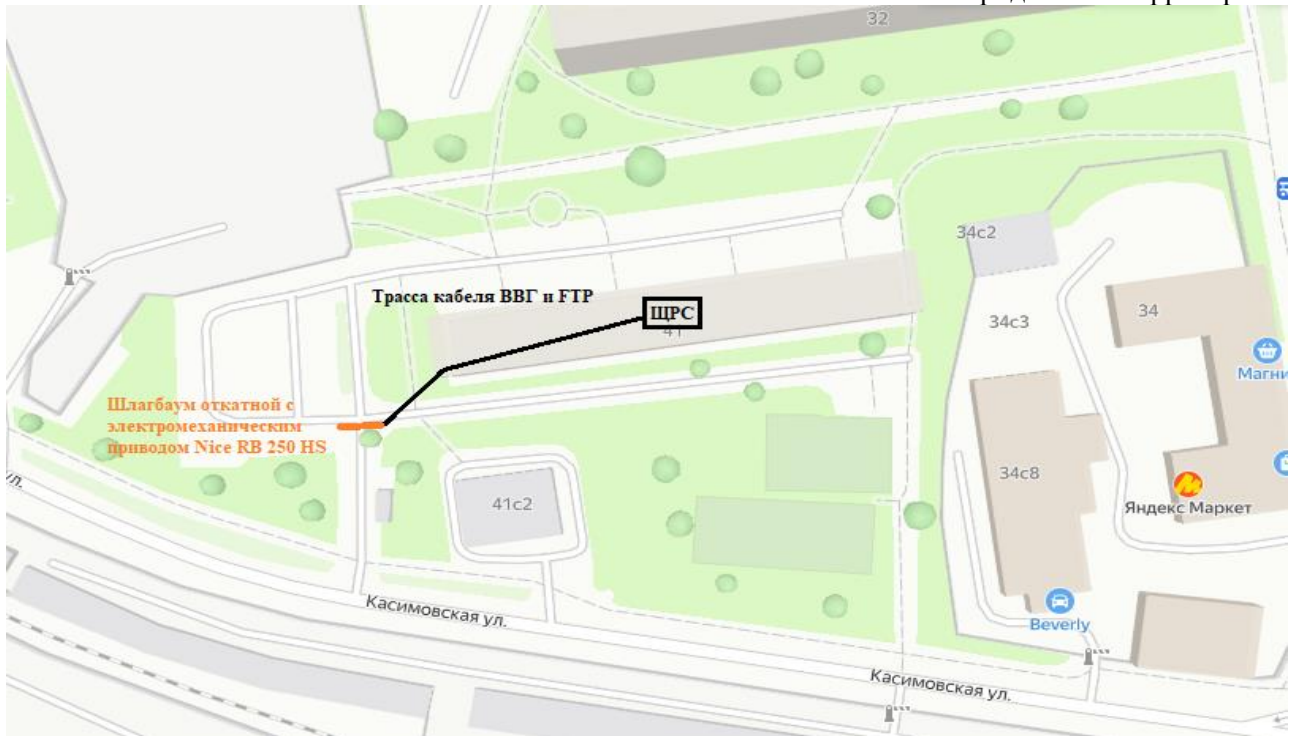 32
34с2
Трасса кабеля ВВГ и FTP
ЩРС
41
34с3
34
Магни
Шлагбаум откатной с
электромеханическим
приводом Nice RB 250 HS
ул.
41с2
34с8
Яндекс Маркет
Касимовская ул.
Beverly
Касимовская ул.